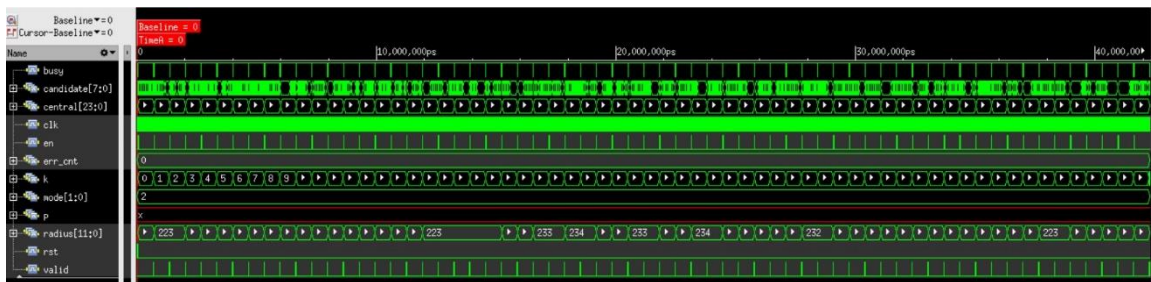 Baseline▼=0
Cursor-Baseline▼=0
Baseline = 0
TimeA = 0
Name
0
10,000,000ps
20,000,000ps
30,000,000ps
40,000,00
busy
candidate[7:0]
central[23:0]
clk
en
err_cnt
0
k
0 1 2 3 4 5 6 7 8 9
mode[1:0]
2
p
x
radius[11:0]
223 223 233 234 233 234 232 223
rst
valid